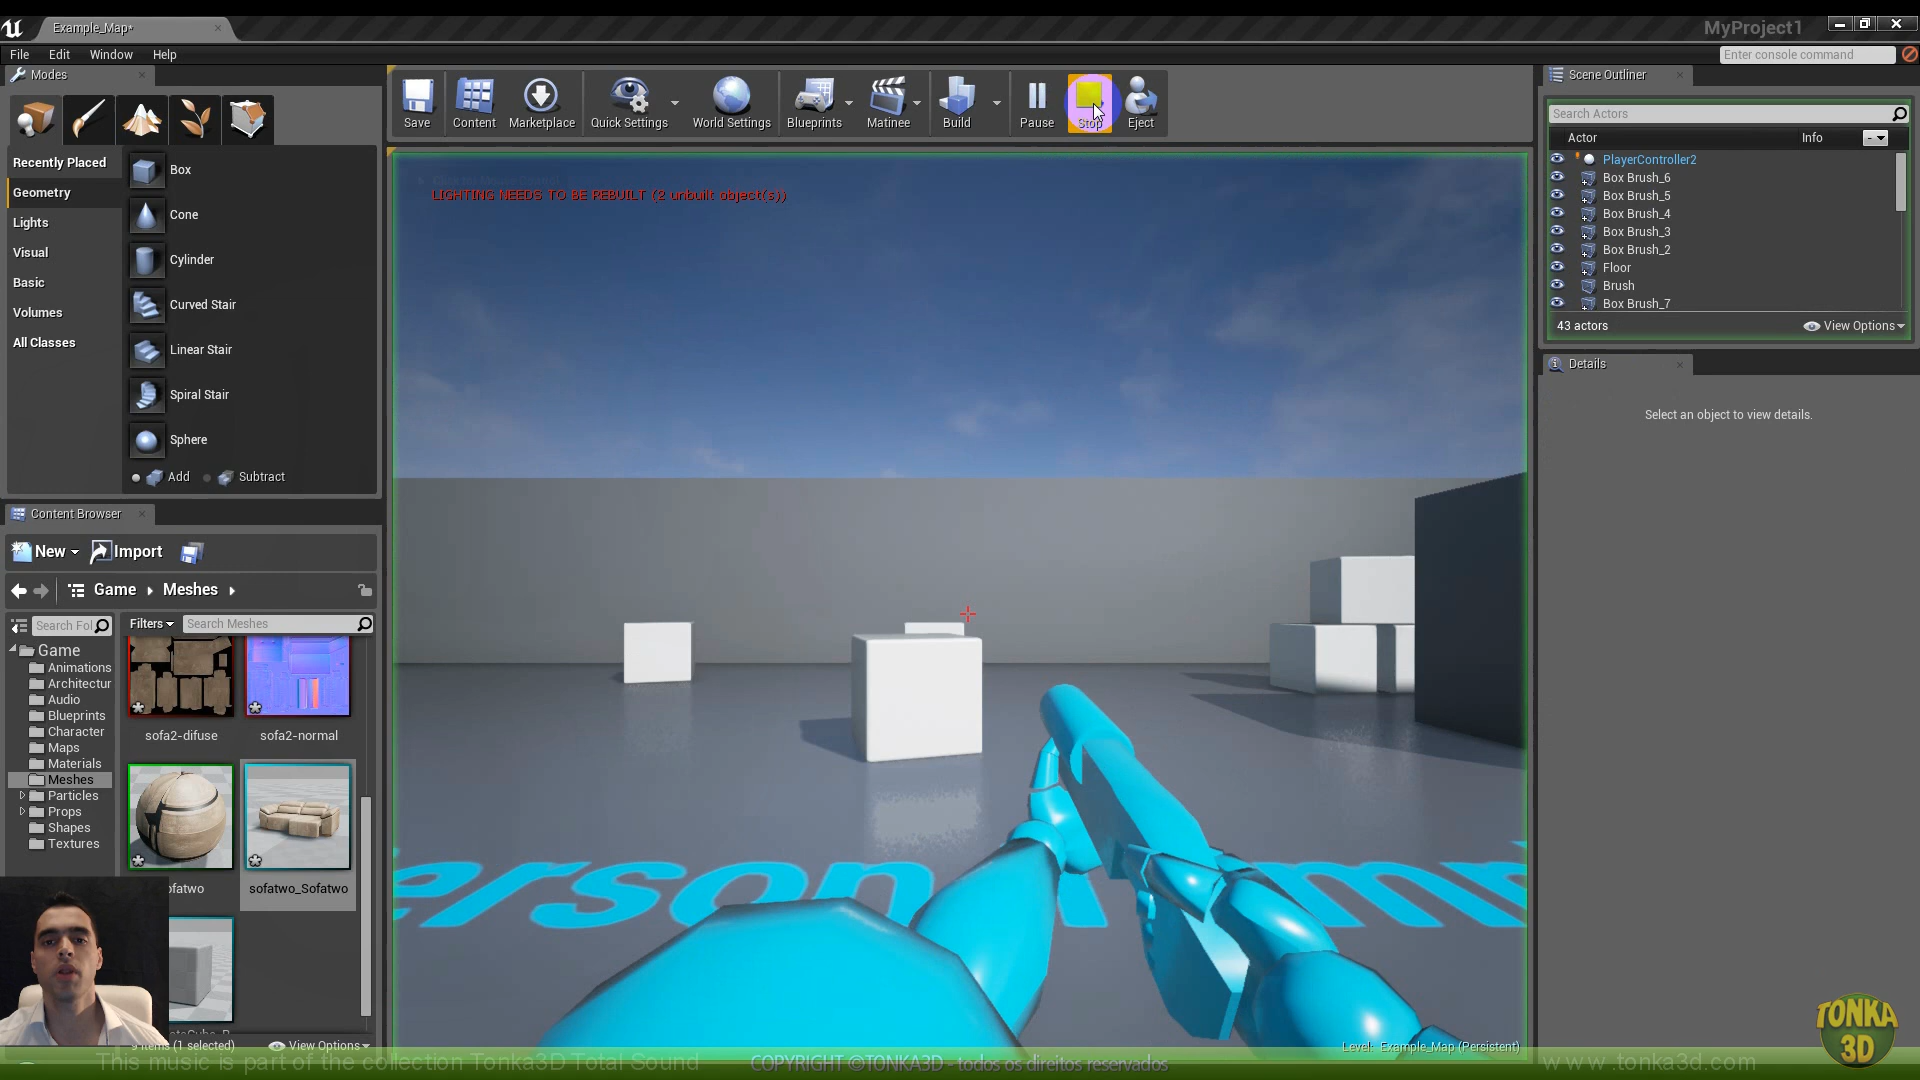 Example_Map*
MyProject1
File Edit Window Help
Enter console command
Modes
Save
Content
Marketplace
Quick Settings
World Settings
Blueprints
Matinee
Build
Pause
Stop
Eject
Recently Placed
Geometry
Lights
Visual
Basic
Volumes
All Classes
Box
Cone
Cylinder
Curved Stair
Linear Stair
Spiral Stair
Sphere
Add
Subtract
LIGHTING NEEDS TO BE REBUILT (2 unbuilt object(s))
Scene Outliner
Search Actors
Actor
Info
PlayerController2
Box Brush_6
Box Brush_5
Box Brush_4
Box Brush_3
Box Brush_2
Floor
Brush
Box Brush_7
43 actors
View Options
Details
Select an object to view details.
Content Browser
New
Import
Game
Meshes
Search Fol
Filters
Search Meshes
Game
Animations
Architectur
Audio
Blueprints
Character
Maps
Materials
Meshes
Particles
Props
Shapes
Textures
sofa2-difuse
sofa2-normal
ofatwo
sofatwo_Sofatwo
9 items (1 selected)
View Options
erson
Level: Example_Map (Persistent)
This music is part of the collection Tonka3D Total Sound
COPYRIGHT ©TONKA3D - todos os direitos reservados
www.tonka3d.com
TONKA
3D